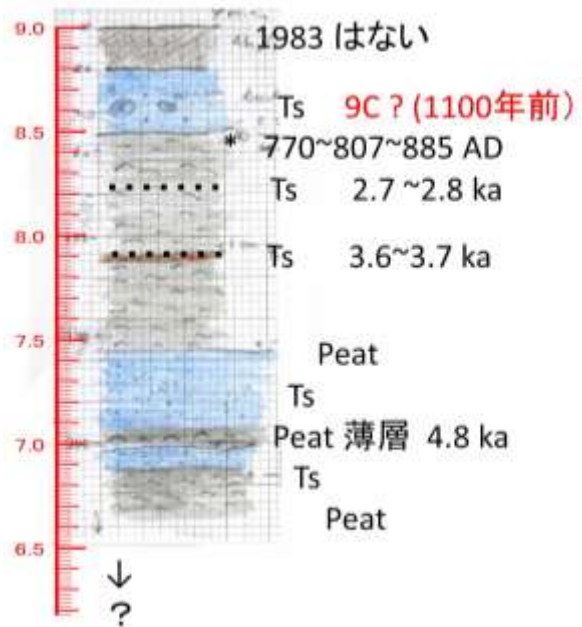 9.0
1983 はない
Ts 9C ? (1100年前)
8.5
* 770~807~885 AD
Ts 2.7 ~2.8 ka
8.0
Ts 3.6~3.7 ka
7.5
Peat
Ts
7.0
Peat 薄層 4.8 ka
Ts
Peat
6.5
↓
?